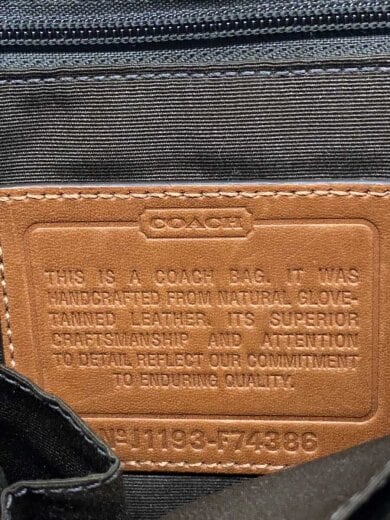 COACH
THIS IS A COACH BAG. IT WAS
HANDCRAFTED FROM NATURAL GLOVE-
TANNED LEATHER. ITS SUPERIOR
CRAFTSMANSHIP AND ATTENTION
TO DETAIL REFLECT OUR COMMITMENT
TO ENDURING QUALITY.
Nº J1193-F74386